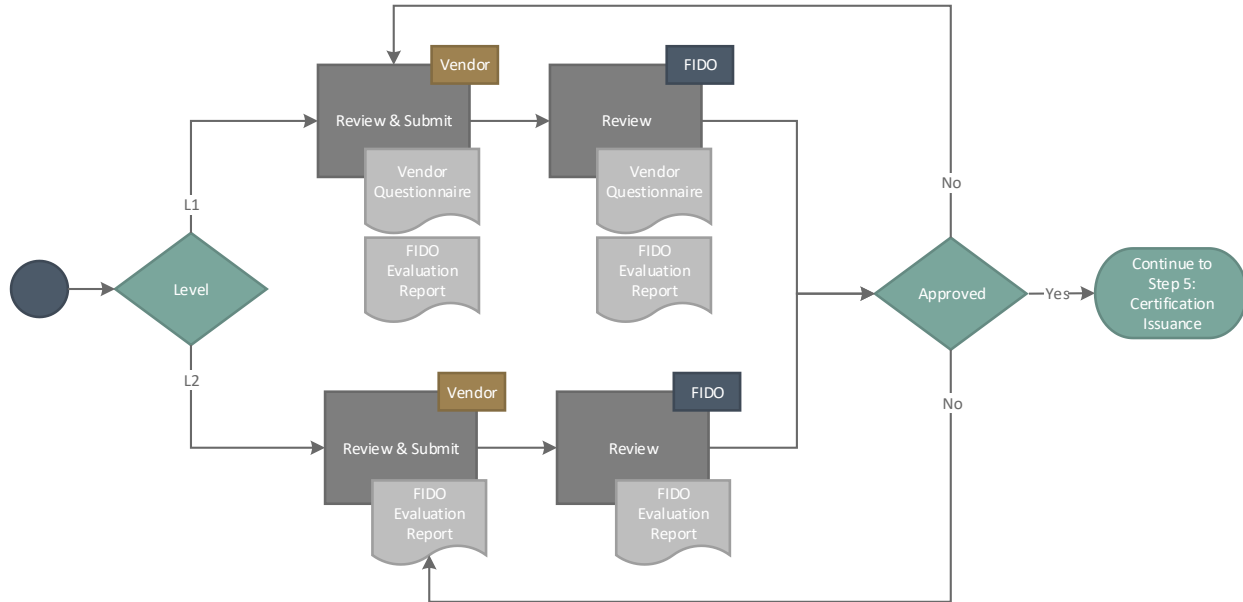 Vendor
FIDO
Review & Submit
Review
Vendor
Questionnaire
Vendor
Questionnaire
No
L1
FIDO
Evaluation
Report
FIDO
Evaluation
Report
Level
Approved
Yes
Continue to
Step 5:
Certification
Issuance
L2
Vendor
FIDO
No
Review & Submit
Review
FIDO
Evaluation
Report
FIDO
Evaluation
Report